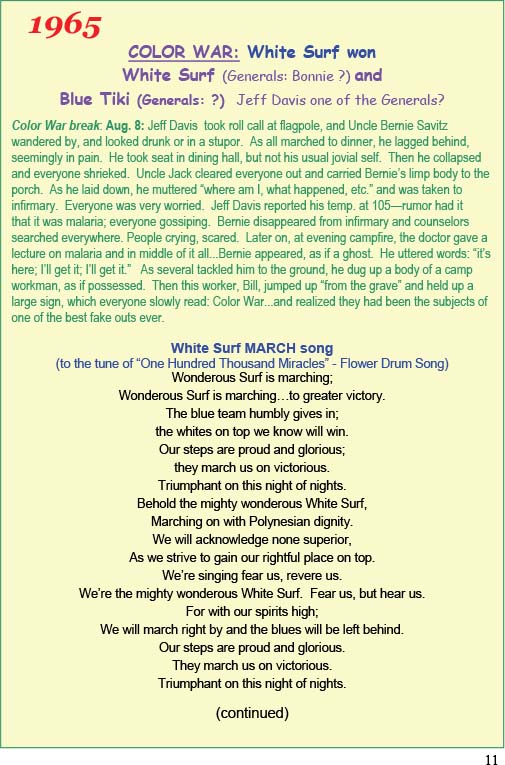 1965
COLOR WAR: White Surf won
White Surf (Generals: Bonnie ?) and
Blue Tiki (Generals: ?) Jeff Davis one of the Generals?
Color War break: Aug. 8: Jeff Davis took roll call at flagpole, and Uncle Bernie Savitz
wandered by, and looked drunk or in a stupor. As all marched to dinner, he lagged behind,
seemingly in pain. He took seat in dining hall, but not his usual jovial self. Then he collapsed
and everyone shrieked. Uncle Jack cleared everyone out and carried Bernie's limp body to the
porch. As he laid down, he muttered “where am I, what happened, etc.” and was taken to
infirmary. Everyone was very worried. Jeff Davis reported his temp. at 105—rumor had it
that it was malaria; everyone gossiping. Bernie disappeared from infirmary and counselors
searched everywhere. People crying, scared. Later on, at evening campfire, the doctor gave a
lecture on malaria and in middle of it all...Bernie appeared, as if a ghost. He uttered words: “it's
here; I'll get it; I'll get it.” As several tackled him to the ground, he dug up a body of a camp
workman, as if possessed. Then this worker, Bill, jumped up “from the grave” and held up a
large sign, which everyone slowly read: Color War...and realized they had been the subjects of
one of the best fake outs ever.
White Surf MARCH song
(to the tune of “One Hundred Thousand Miracles” - Flower Drum Song)
Wonderous Surf is marching;
Wonderous Surf is marching…to greater victory.
The blue team humbly gives in;
the whites on top we know will win.
Our steps are proud and glorious;
they march us on victorious.
Triumphant on this night of nights.
Behold the mighty wonderous White Surf,
Marching on with Polynesian dignity.
We will acknowledge none superior,
As we strive to gain our rightful place on top.
We're singing fear us, revere us.
We're the mighty wonderous White Surf. Fear us, but hear us.
For with our spirits high;
We will march right by and the blues will be left behind.
Our steps are proud and glorious.
They march us on victorious.
Triumphant on this night of nights.
(continued)
11